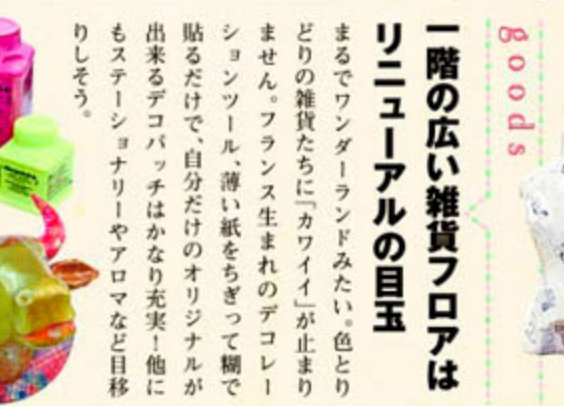 goods
一階の広い雑貨フロアは
リニューアルの目玉
まるでワンダーランドみたい。色とり
どりの雑貨たちに「カワイイ」が止まり
ません。フランス生まれのデコレー
ションツール、薄い紙をちぎって糊で
貼るだけで、自分だけのオリジナルが
出来るデコパッチはかなり充実！他に
もステーショナリーやアロマなど目移
りしそう。